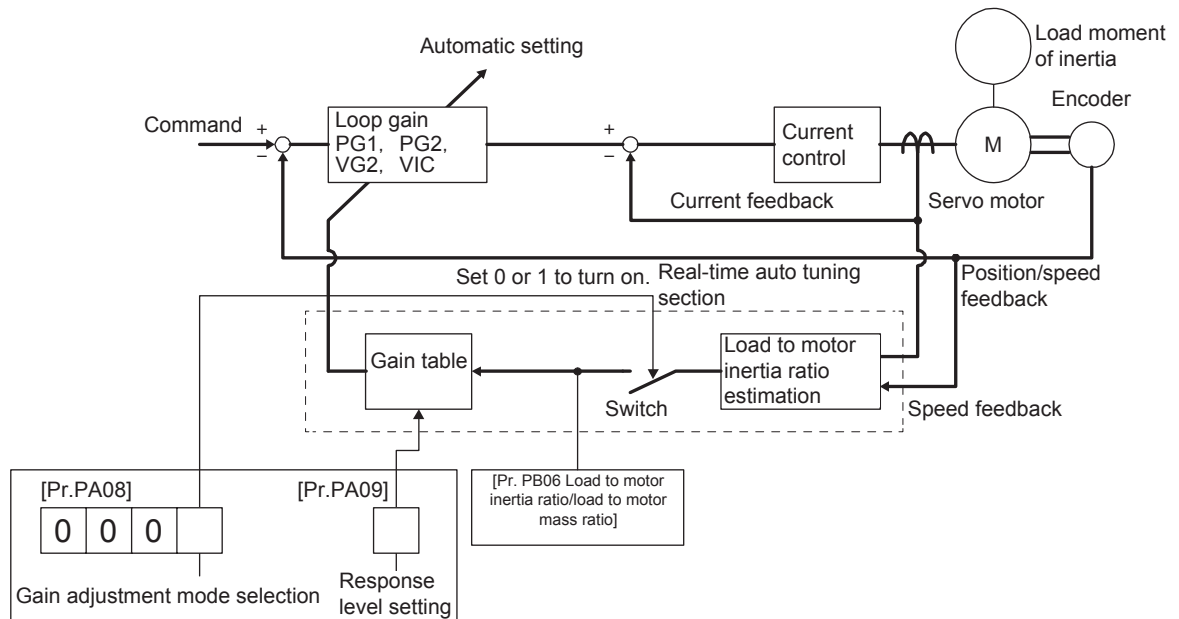 Load moment
of inertia
Automatic setting
Encoder
Command
+
−
Loop gain
PG1, PG2,
VG2, VIC
+
−
Current
control
M
Current feedback
Servo motor
Set 0 or 1 to turn on.
Real-time auto tuning
section
Position/speed
feedback
Gain table
Load to motor
inertia ratio
estimation
Switch
Speed feedback
[Pr.PA08]
[Pr.PA09]
[Pr. PB06 Load to motor
inertia ratio/load to motor
mass ratio]
0 0 0
Gain adjustment mode selection
Response
level setting